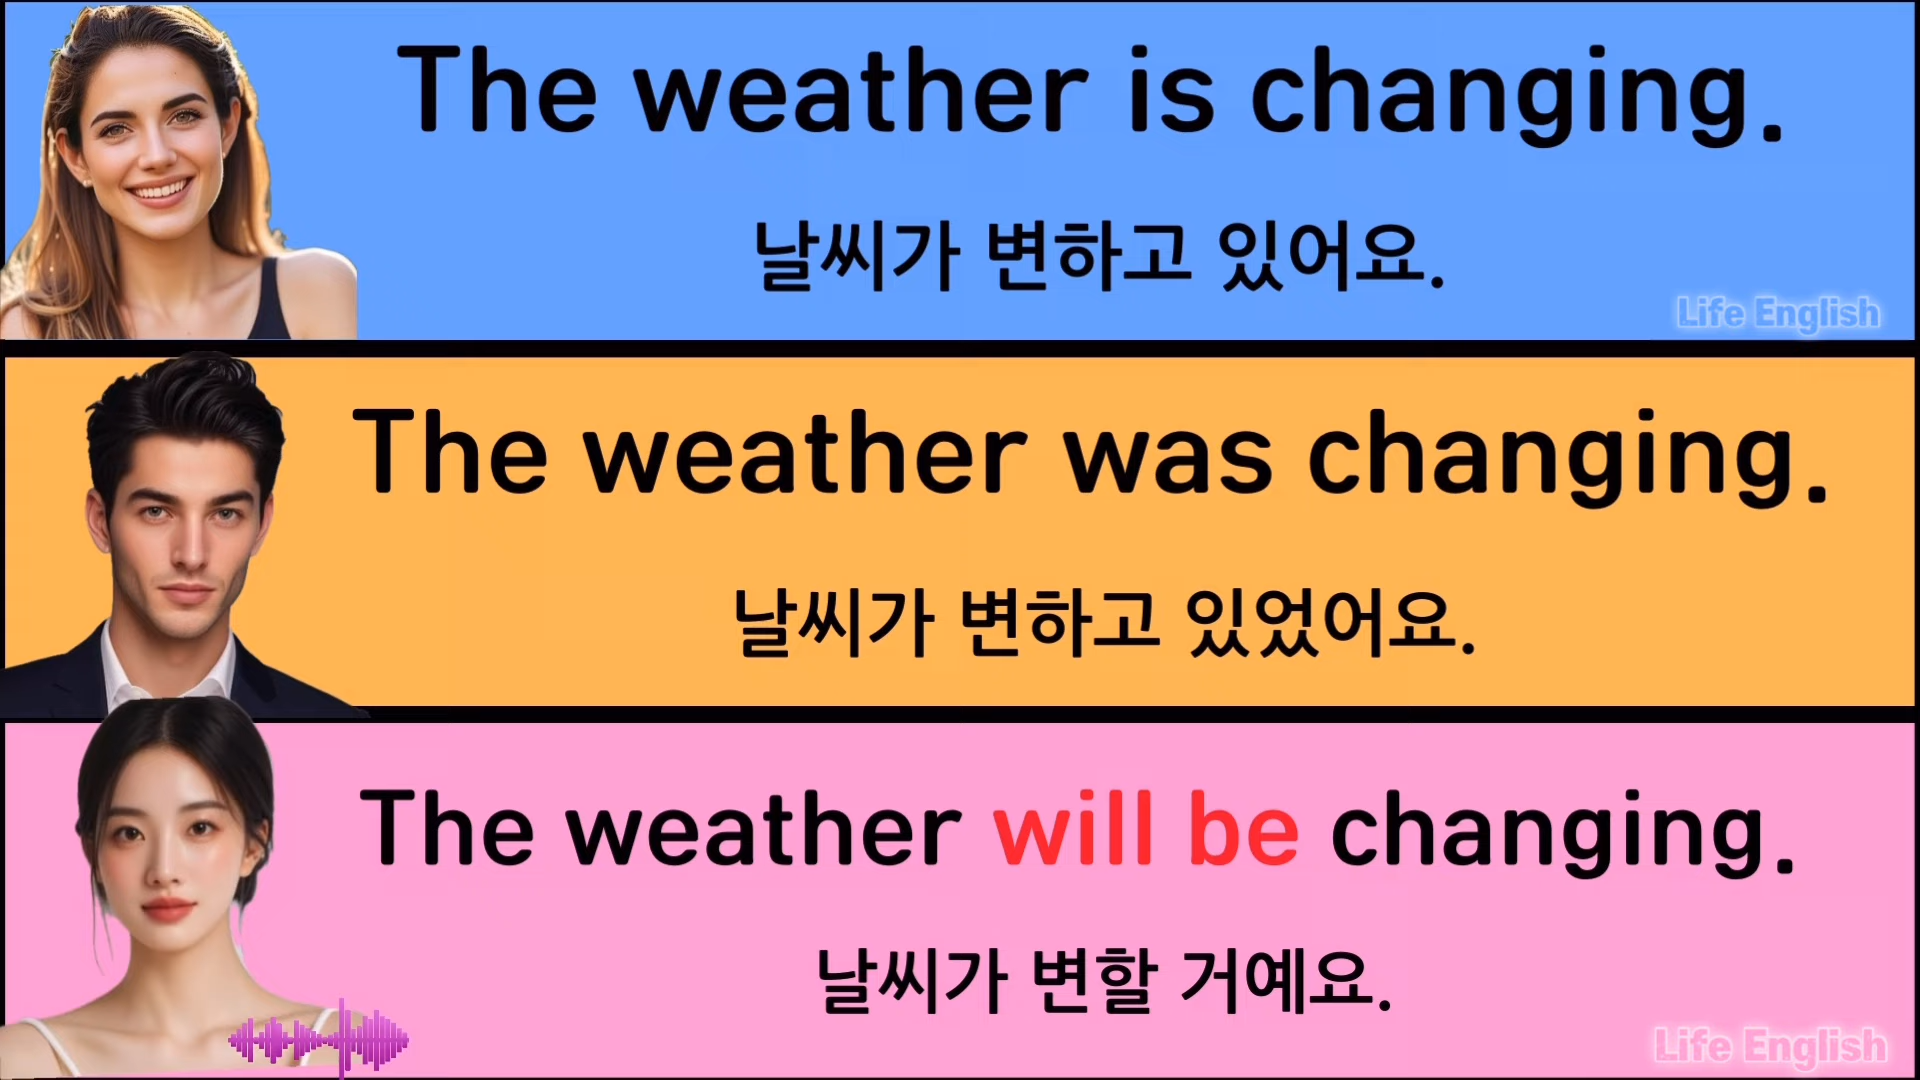 The weather is changing.
날씨가 변하고 있어요.
Life English
The weather was changing.
날씨가 변하고 있었어요.
The weather will be changing.
날씨가 변할 거예요.
Life English